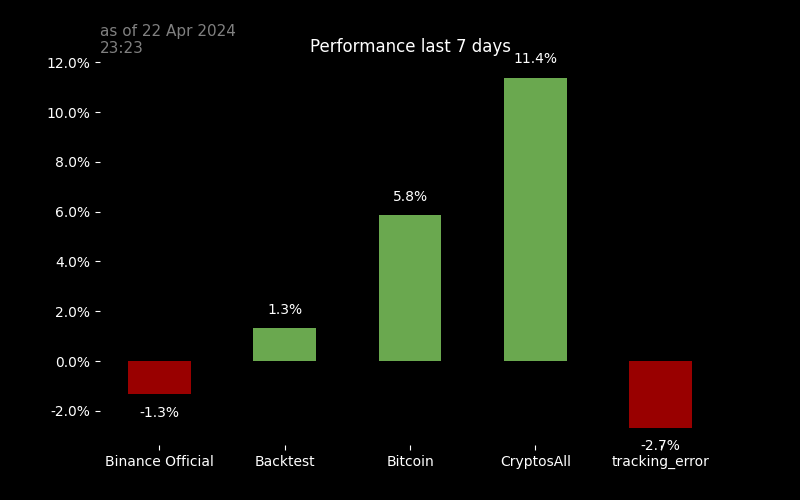 as of 22 Apr 2024
23:23
Performance last 7 days
12.0%
10.0%
8.0%
6.0%
4.0%
2.0%
0.0%
-2.0%
-1.3%
1.3%
5.8%
11.4%
-2.7%
Binance Official
Backtest
Bitcoin
CryptosAll
tracking_error